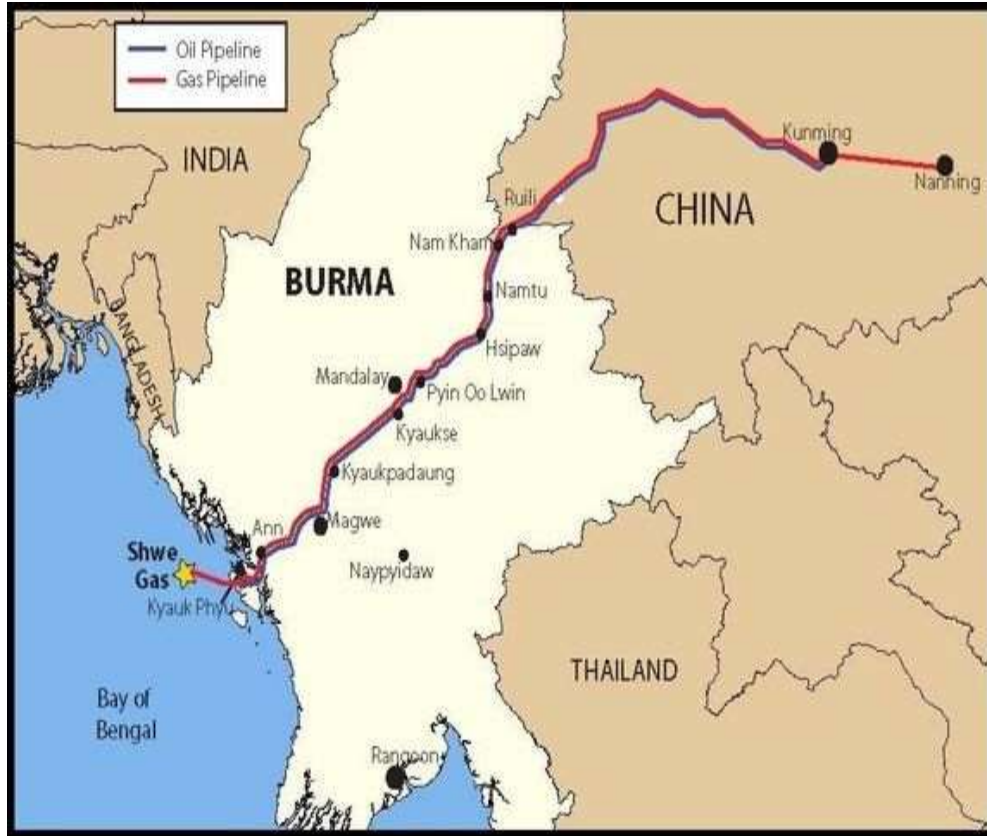 Oil Pipeline
Gas Pipeline
INDIA
Kunming
Nanning
Ruili
CHINA
Nam Kham
BURMA
Namtu
BANGLADESH
Hsipaw
Mandalay
Pyin Oo Lwin
Kyaukse
Kyaukpadaung
Magwe
Ann
Shwe
Gas
Naypyidaw
Kyauk Phyu
THAILAND
Bay of
Bengal
Rangoon